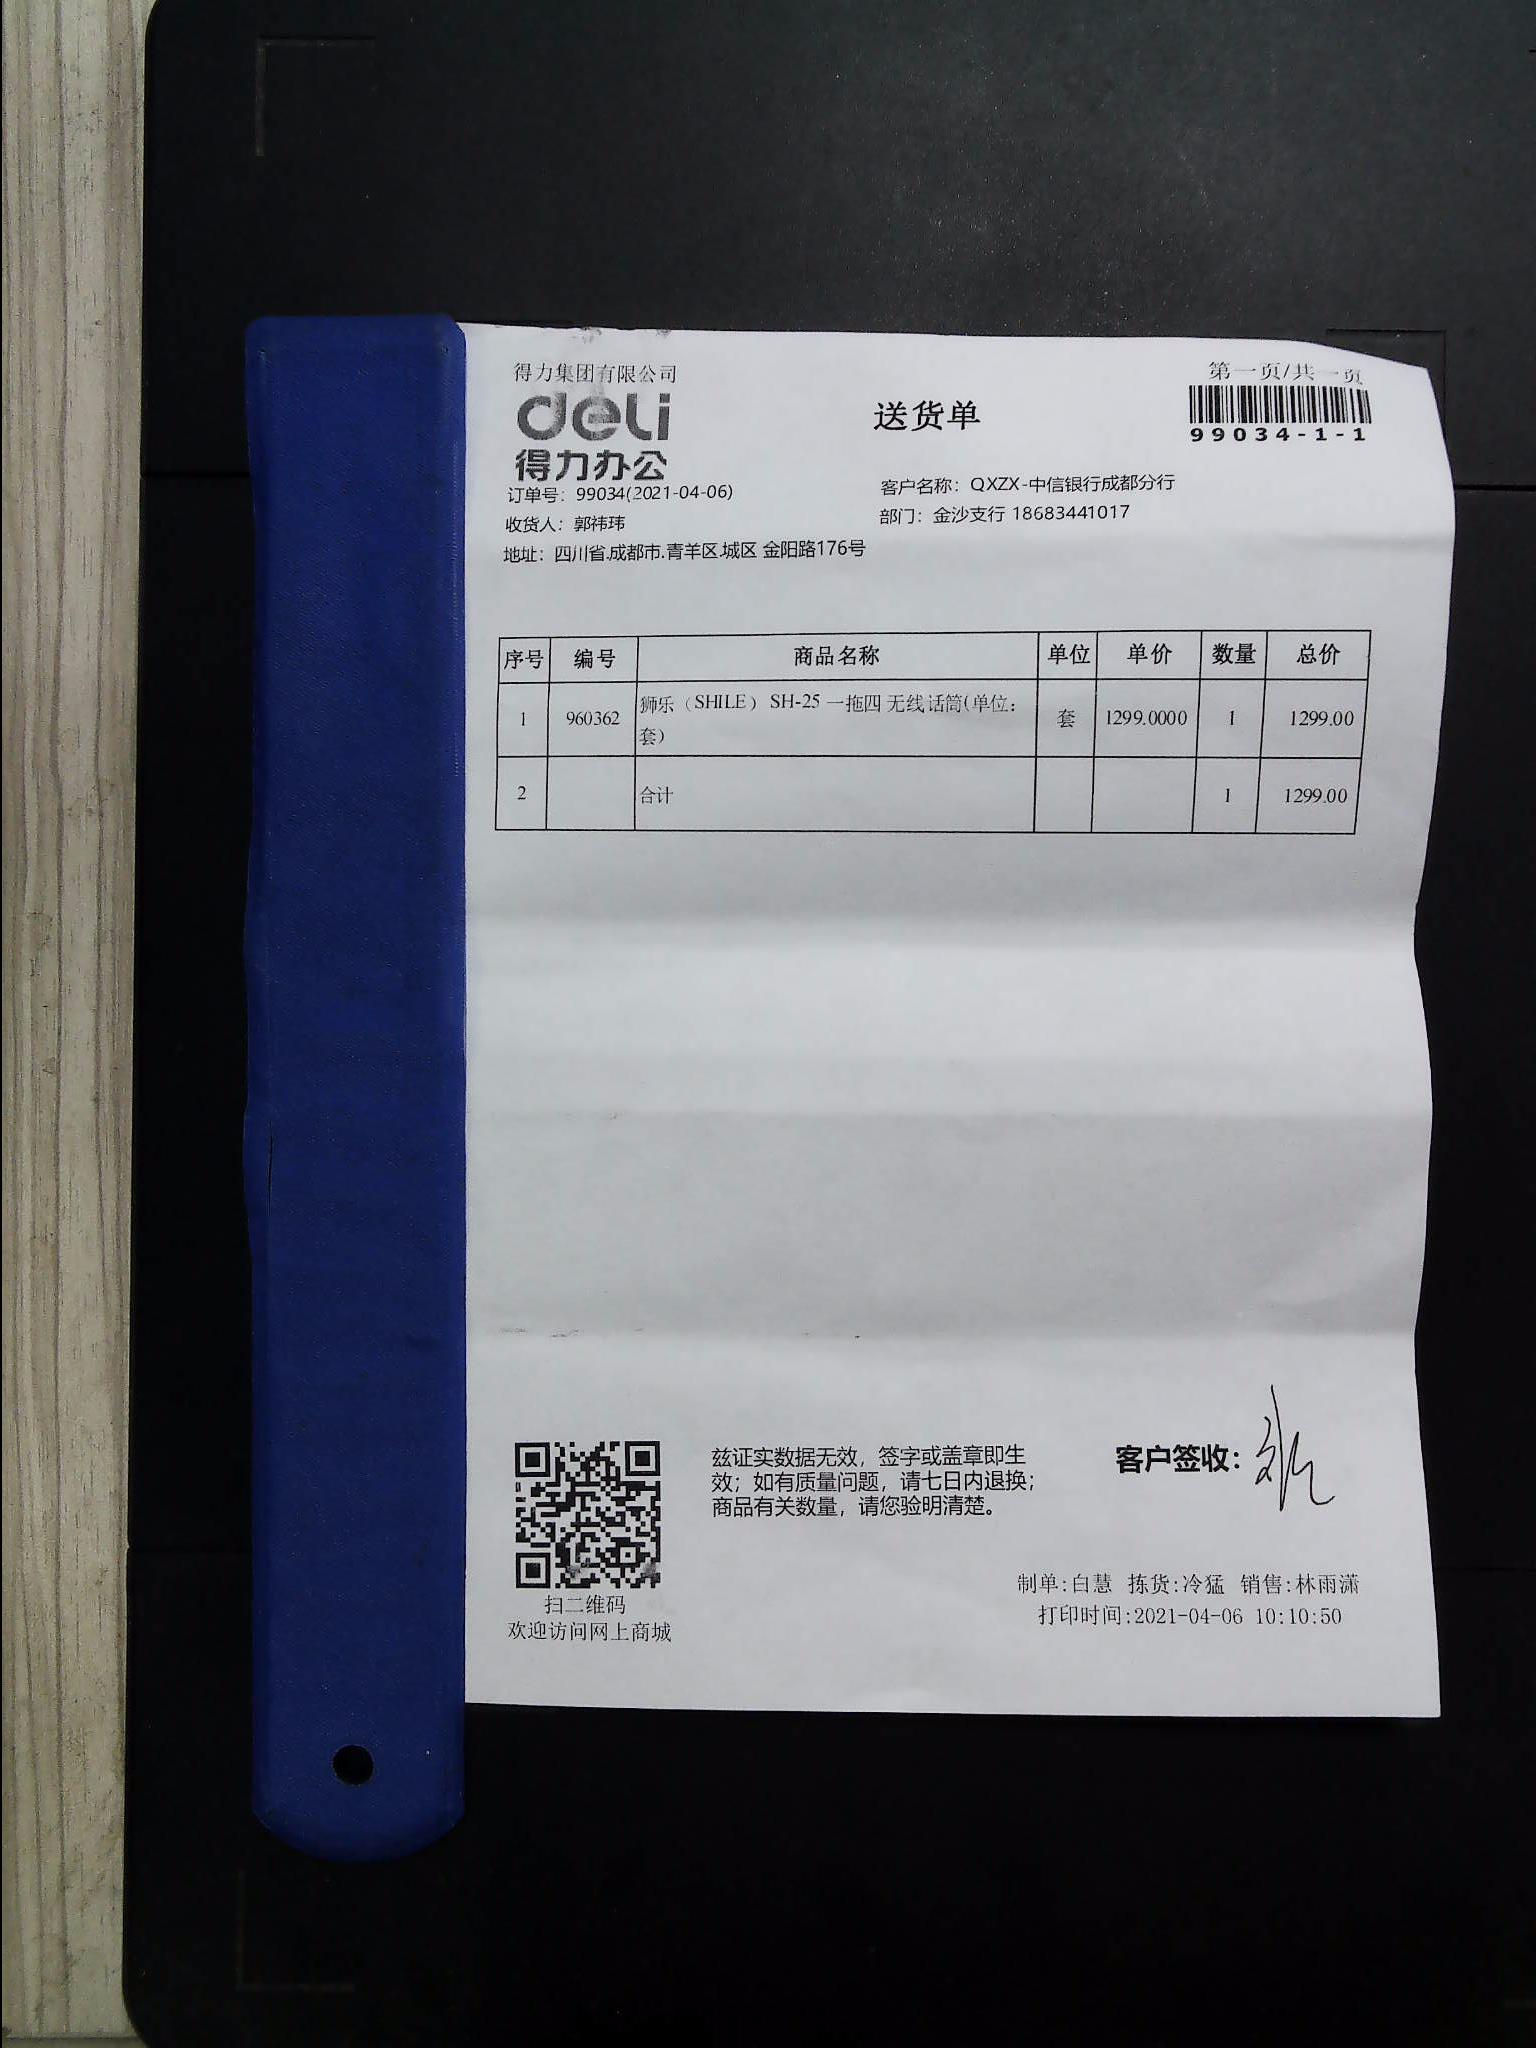 得力集团有限公司
第一页/共一页
deli
得力办公
送货单
99034-1-1
订单号：99034(2021-04-06)
客户名称：QXZX-中信银行成都分行
收货人：郭祎玮
部门：金沙支行 18683441017
地址：四川省.成都市.青羊区.城区 金阳路176号
序号 编号 商品名称 单位 单价 数量 总价
1 960362 狮乐（SHILE） SH-25 一拖四 无线话筒(单位： 套 1299.0000 1 1299.00
套）
2 合计 1 1299.00
兹证实数据无效，签字或盖章即生
效；如有质量问题，请七日内退换；
商品有关数量，请您验明清楚。
客户签收：
扫二维码
欢迎访问网上商城
制单:白慧 拣货:冷猛 销售:林雨潇
打印时间:2021-04-06 10:10:50